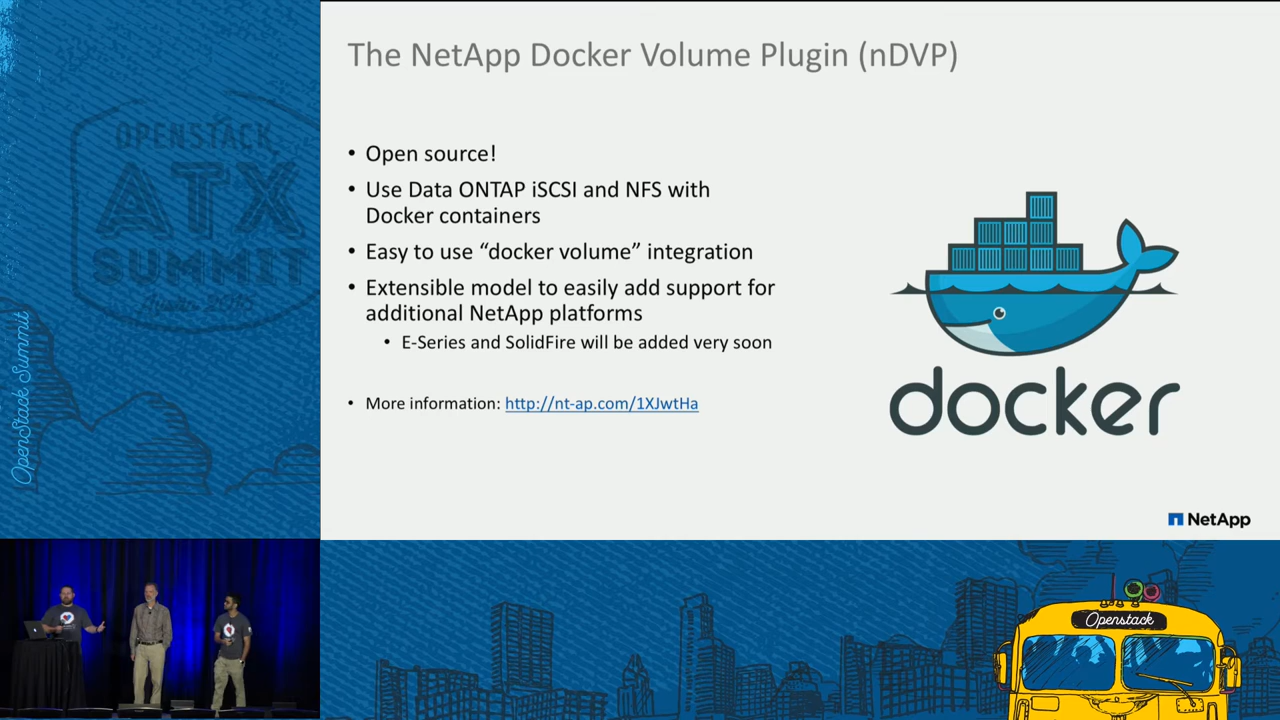 The NetApp Docker Volume Plugin (nDVP)
• Open source!
• Use Data ONTAP iSCSI and NFS with
Docker containers
• Easy to use “docker volume” integration
• Extensible model to easily add support for
additional NetApp platforms
• E-Series and SolidFire will be added very soon
• More information: http://nt-ap.com/1XJwtHa
docker
NetApp
OPENSTACK
ATX
SUMMIT
OpenStack Summit
Openstack